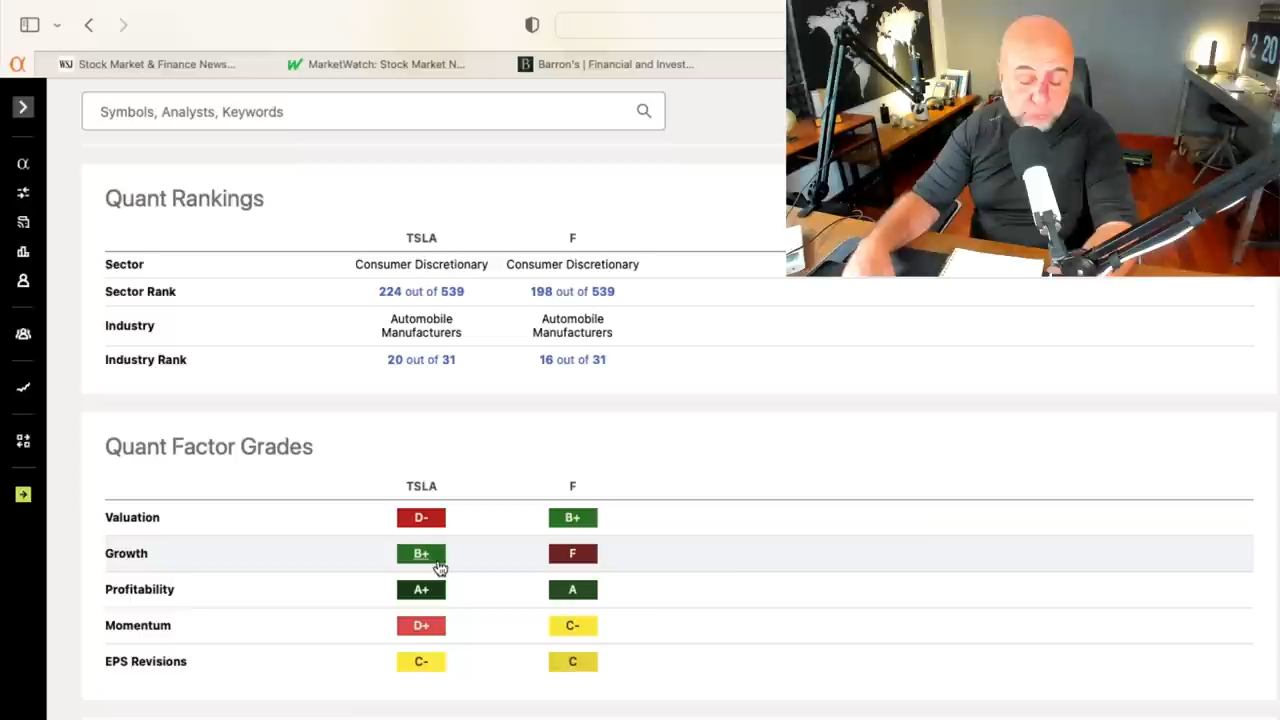 WSJ Stock Market & Finance News...
MarketWatch: Stock Market N...
B Barron's | Financial and Invest...
α
Symbols, Analysts, Keywords
2 20
α
Quant Rankings
TSLA F
Sector Consumer Discretionary Consumer Discretionary
Sector Rank 224 out of 539 198 out of 539
Industry Automobile Manufacturers Automobile Manufacturers
Industry Rank 20 out of 31 16 out of 31
Quant Factor Grades
TSLA F
Valuation D- B+
Growth B+ F
Profitability A+ A
Momentum D+ C-
EPS Revisions C- C